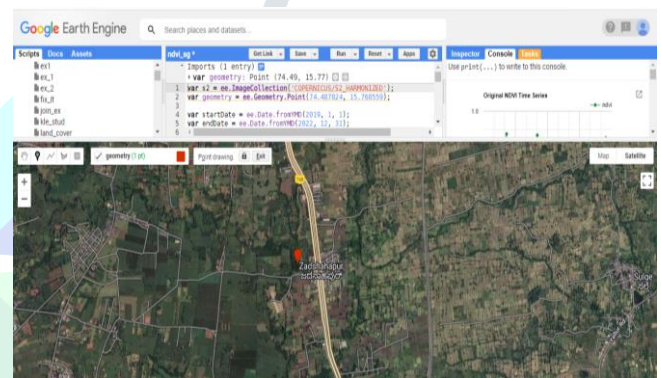 Google Earth Engine
Search places and datasets...
Scripts Docs Assets
ndvi_sg *
Get Link Save Run Reset Apps
Inspector Console Tasks
ex1
ex_1
ex_2
fix_tt
join_ex
kle_stud
land_cover
Imports (1 entry)
var geometry: Point (74.49, 15.77)
1 var s2 = ee.ImageCollection('COPERNICUS/S2_HARMONIZED');
2 var geometry = ee.Geometry.Point(74.487824, 15.768559);
3
4 var startDate = ee.Date.fromYMD(2019, 1, 1);
5 var endDate = ee.Date.fromYMD(2022, 12, 31);
6
Use print(...) to write to this console.
Original NDVI Time Series
ndvi
1.0
geometry (1 pt)
Point drawing
Exit
Map Satellite
+
−
Zadshahapur
Sulge